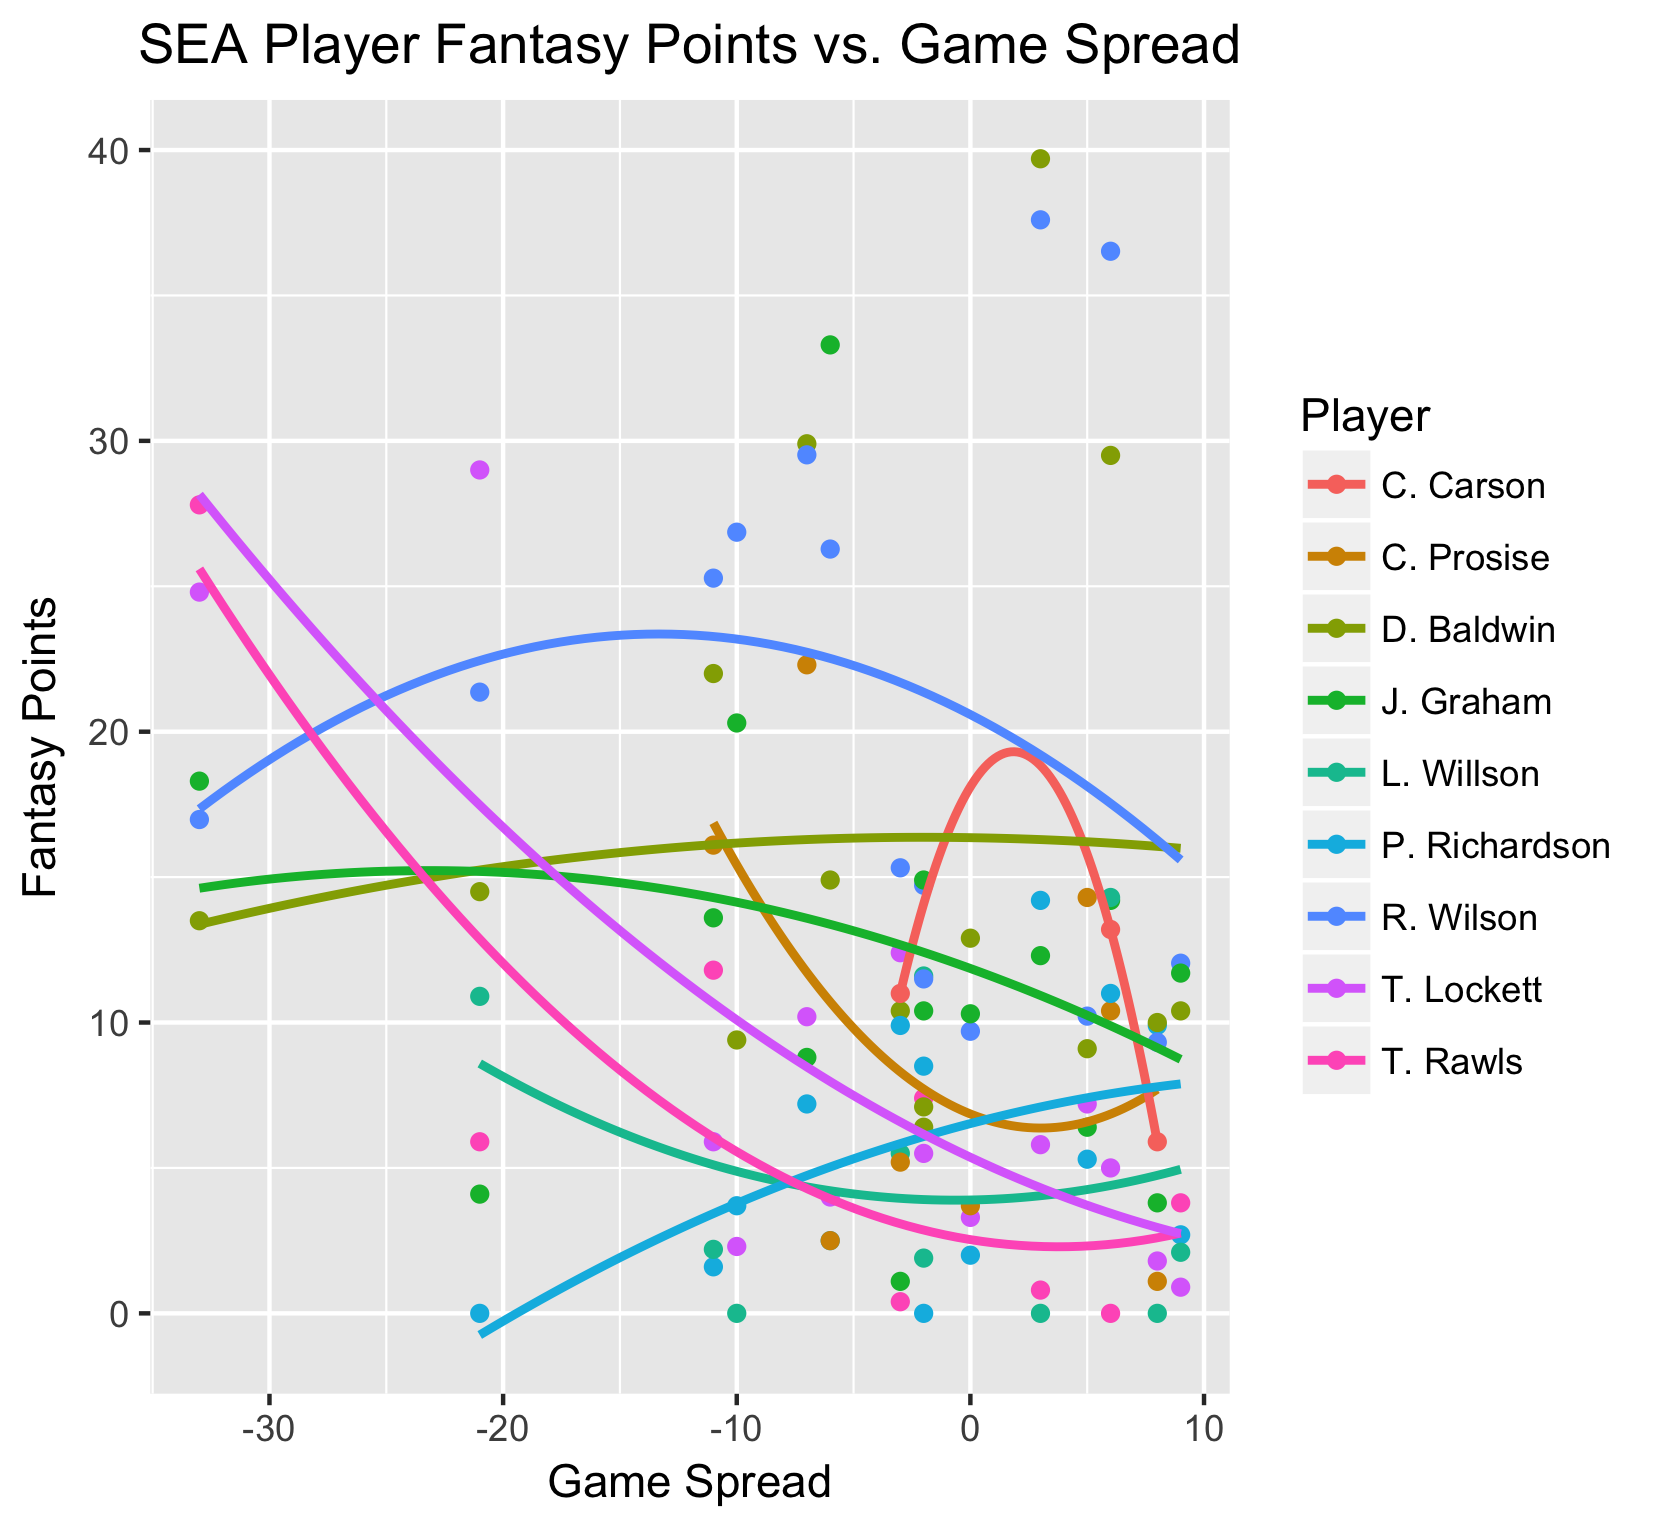 SEA Player Fantasy Points vs. Game Spread
40
30
20
10
0
Fantasy Points
-30
-20
-10
0
10
Game Spread
Player
C. Carson
C. Prosise
D. Baldwin
J. Graham
L. Willson
P. Richardson
R. Wilson
T. Lockett
T. Rawls